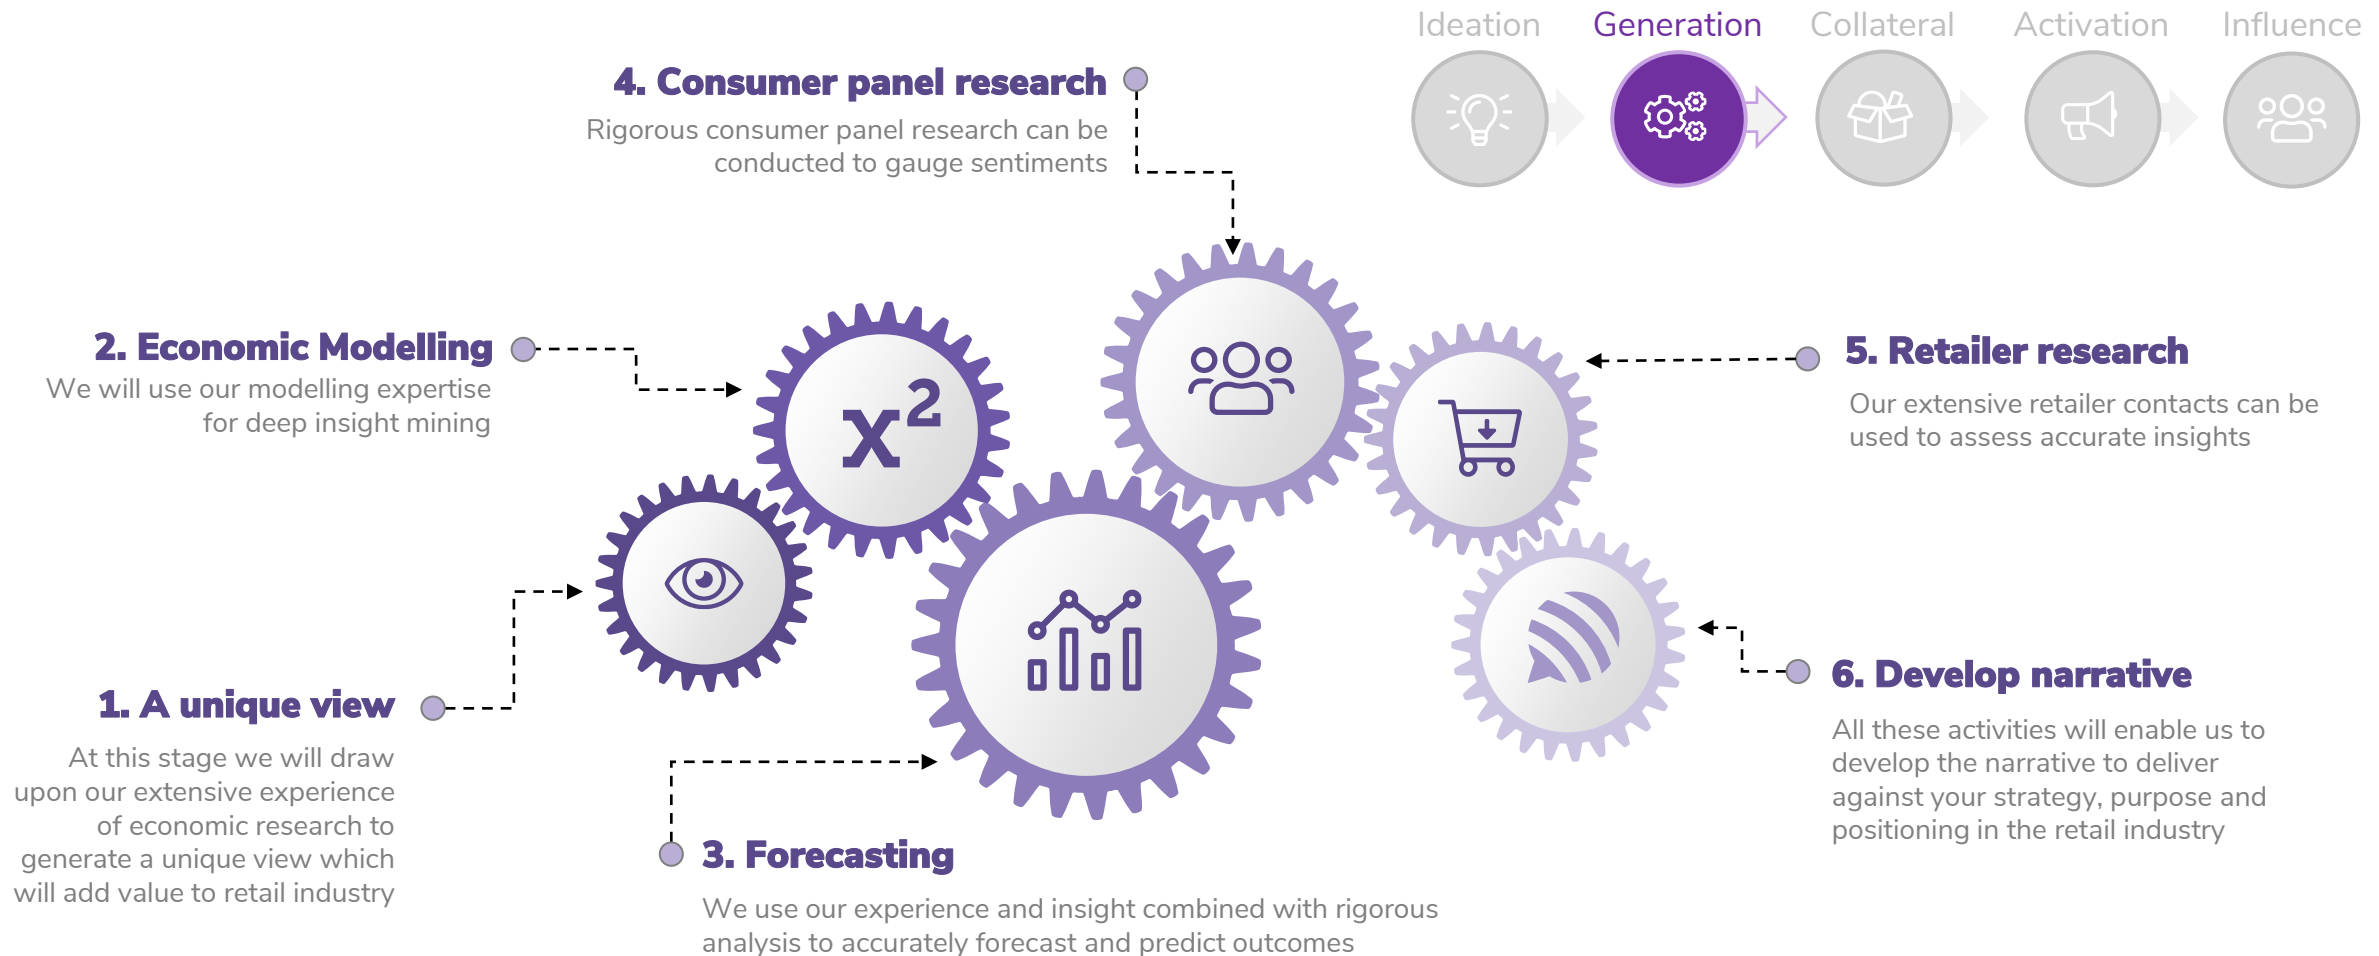 Ideation
Generation
Collateral
Activation
Influence
4. Consumer panel research
Rigorous consumer panel research can be
conducted to gauge sentiments
2. Economic Modelling
We will use our modelling expertise
for deep insight mining
x²
5. Retailer research
Our extensive retailer contacts can be
used to assess accurate insights
1. A unique view
At this stage we will draw
upon our extensive experience
of economic research to
generate a unique view which
will add value to retail industry
6. Develop narrative
All these activities will enable us to
develop the narrative to deliver
against your strategy, purpose and
positioning in the retail industry
3. Forecasting
We use our experience and insight combined with rigorous
analysis to accurately forecast and predict outcomes